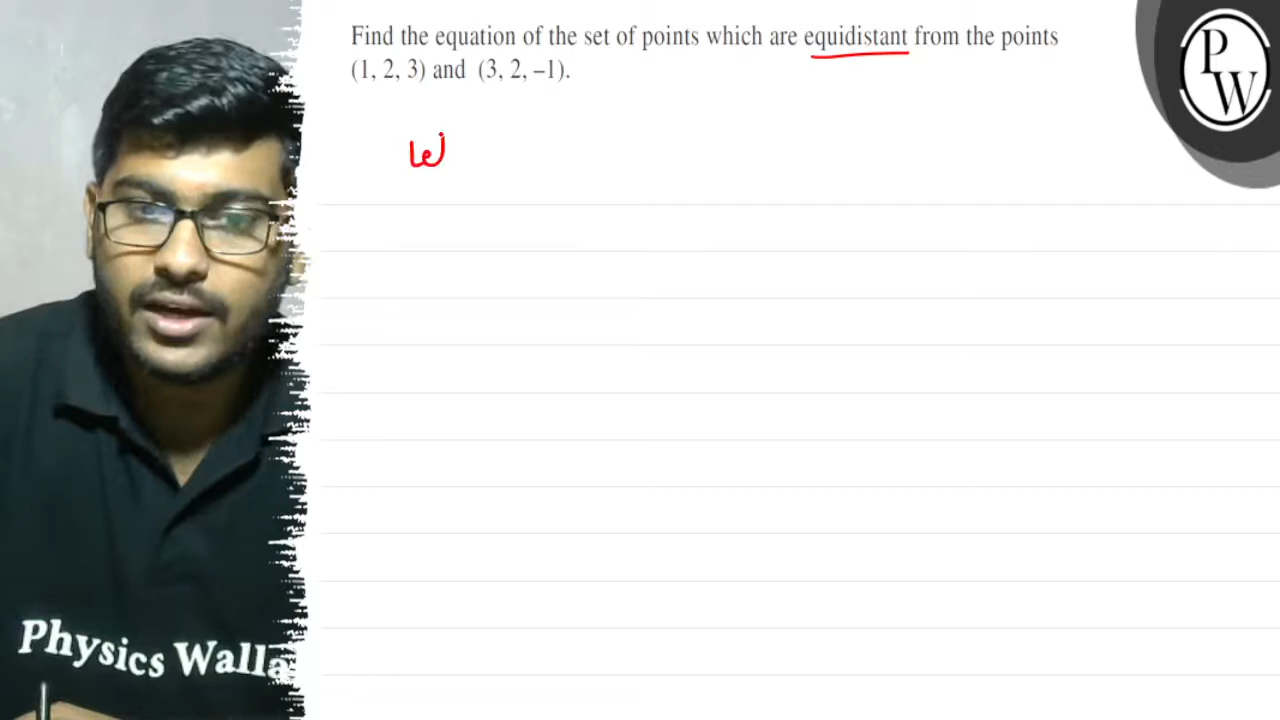 Find the equation of the set of points which are equidistant from the points
(1, 2, 3) and (3, 2, –1).
P
W
Physics Walla